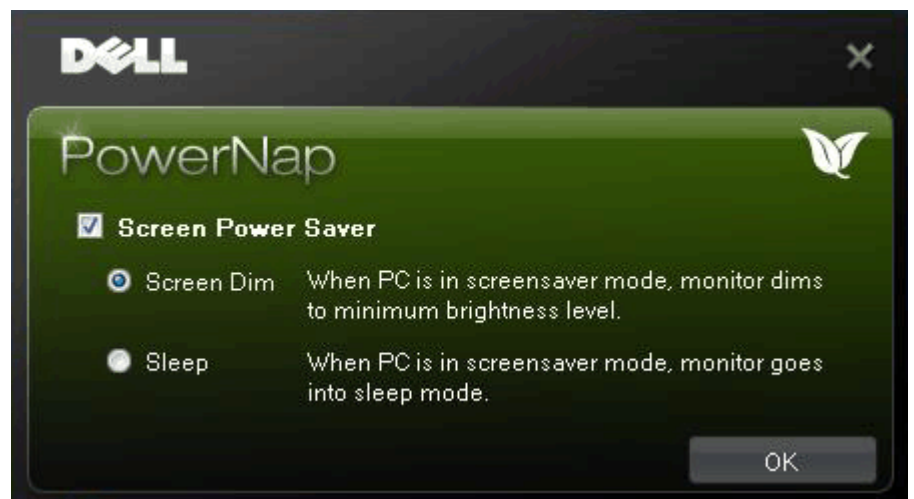 DELL
PowerNap
Screen Power Saver
Screen Dim When PC is in screensaver mode, monitor dims
to minimum brightness level.
Sleep When PC is in screensaver mode, monitor goes
into sleep mode.
OK